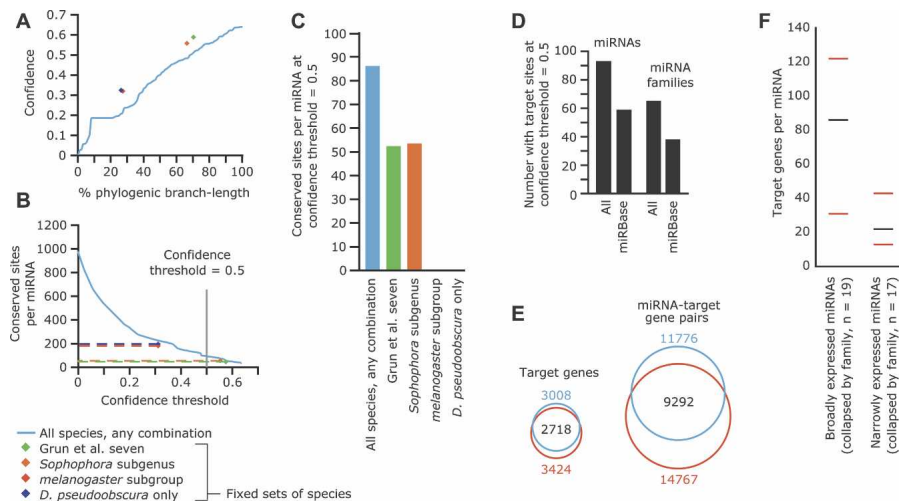 A
0.7
0.6
0.5
0.4
0.3
0.2
0.1
0
Confidence
0 20 40 60 80 100
% phylogenic branch-length
B
1200
1000
800
600
400
200
0
Conserved sites
per miRNA
Confidence
threshold = 0.5
0 0.2 0.4 0.6
Confidence threshold
All species, any combination
Grun et al. seven
Sophophora subgenus
melanogaster subgroup
D. pseudoobscura only
Fixed sets of species
C
Conserved sites per miRNA at
confidence threshold = 0.5
100
90
80
70
60
50
40
30
20
10
0
All species, any combination
Grun et al. seven
Sophophora subgenus
melanogaster subgroup
D. pseudoobscura only
D
Number with target sites at
confidence threshold = 0.5
100
80
60
40
20
0
miRNAs
miRNA
families
All
miRBase
All
miRBase
E
Target genes
3008
2718
3424
miRNA-target
gene pairs
11776
9292
14767
F
Target genes per miRNA
140
120
100
80
60
40
20
0
Broadly expressed miRNAs
(collapsed by family, n = 19)
Narrowly expressed miRNAs
(collapsed by family, n = 17)